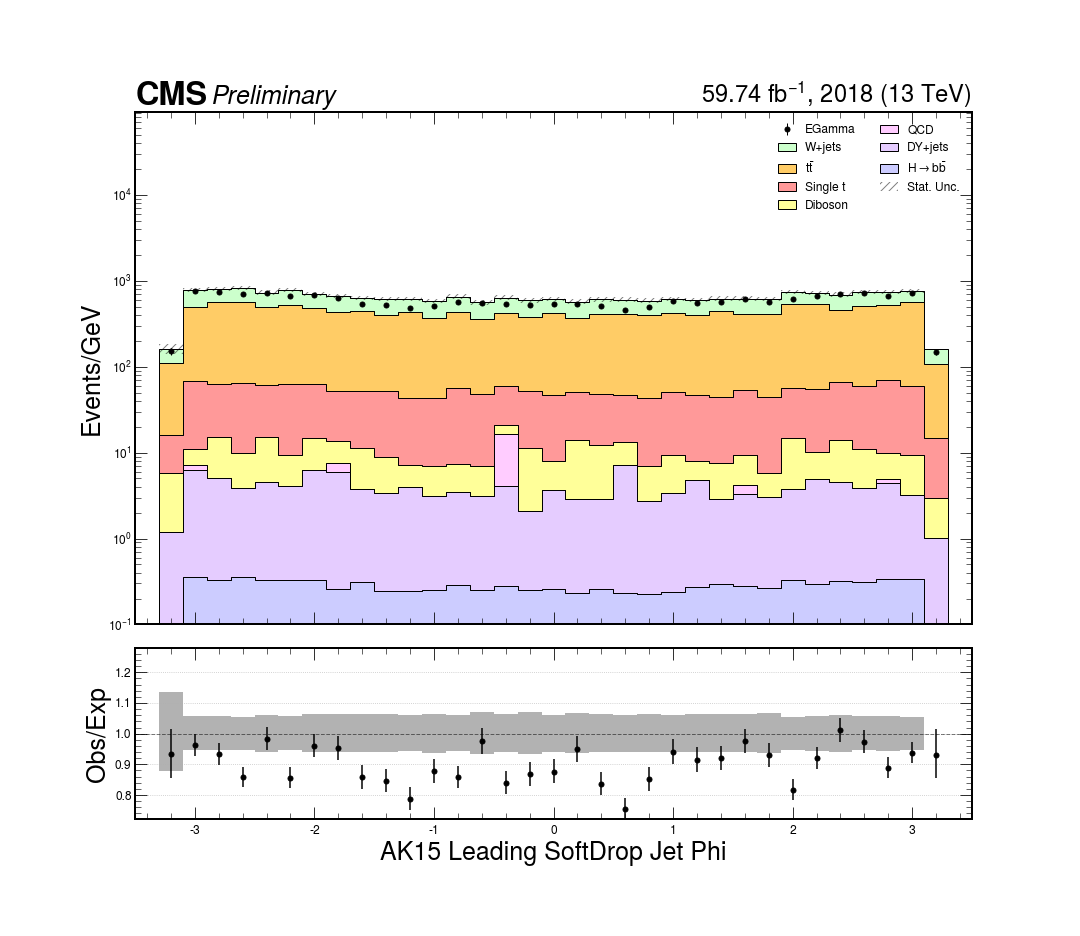 CMS Preliminary
59.74 fb⁻¹, 2018 (13 TeV)
EGamma
W+jets
tt̄
Single t
Diboson
QCD
DY+jets
H→bb̄
Stat. Unc.
Events/GeV
10⁴
10³
10²
10¹
10⁰
10⁻¹
Obs/Exp
1.2
1.1
1.0
0.9
0.8
-3 -2 -1 0 1 2 3
AK15 Leading SoftDrop Jet Phi